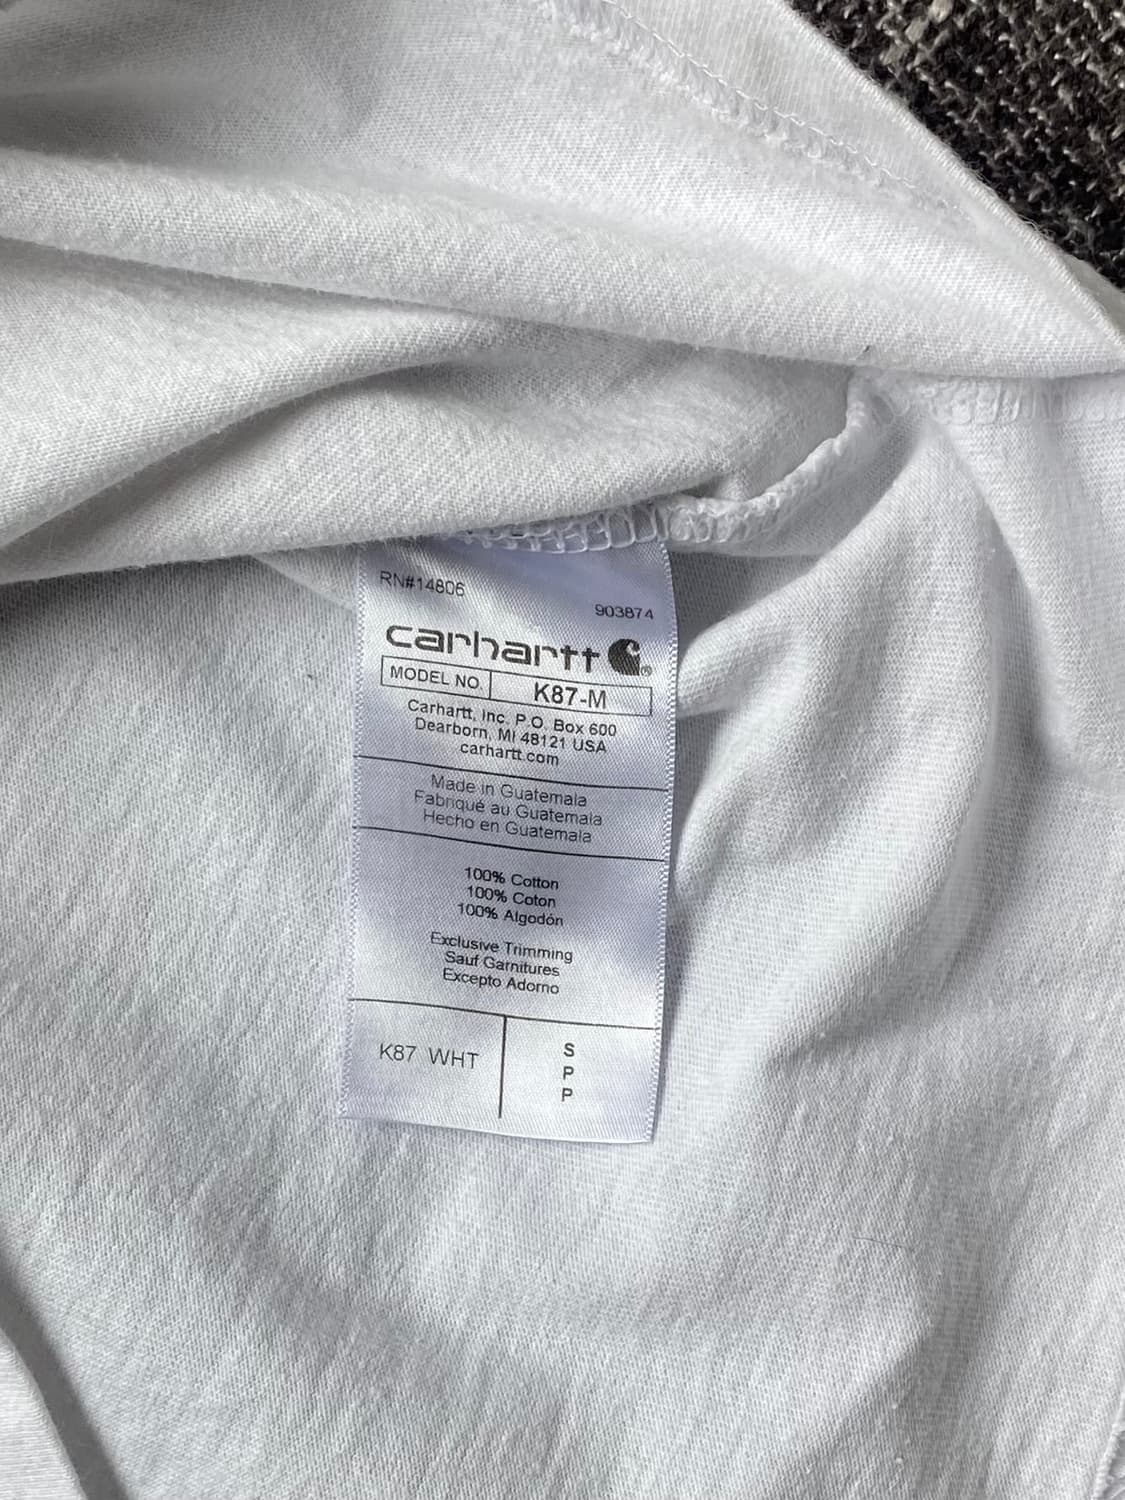 RN#14806
903874
carhartt
MODEL NO. K87-M
Carhartt, Inc. P.O. Box 600
Dearborn, MI 48121 USA
carhartt.com
Made in Guatemala
Fabriqué au Guatemala
Hecho en Guatemala
100% Cotton
100% Coton
100% Algodón
Exclusive Trimming
Sauf Garnitures
Excepto Adorno
K87 WHT
S
P
P